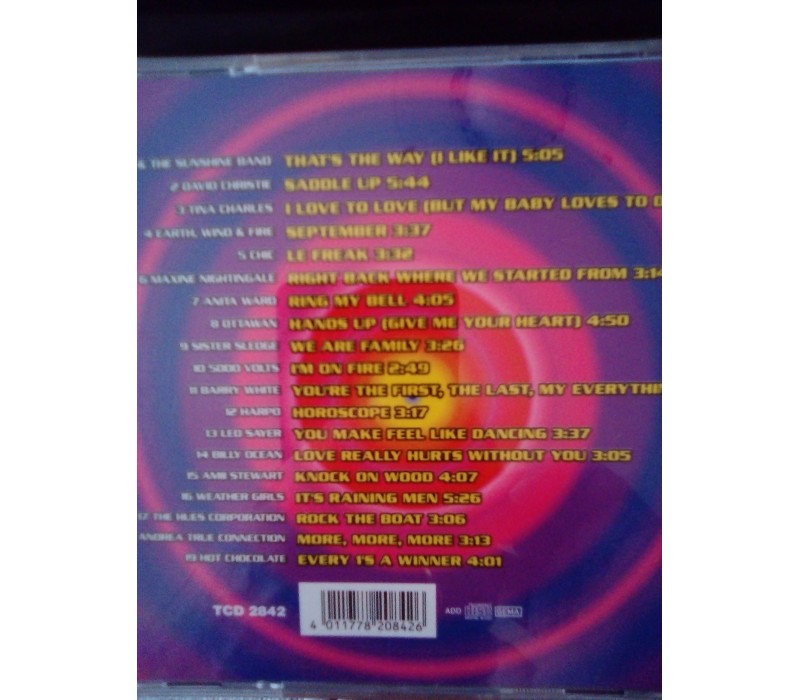 & THE SUNSHINE BAND THAT'S THE WAY (I LIKE IT) 5:05
2 DAVID CHRISTIE SADDLE UP 5:44
3 TINA CHARLES I LOVE TO LOVE (BUT MY BABY LOVES TO D
4 EARTH, WIND & FIRE SEPTEMBER 3:37
5 CHIC LE FREAK 3:32
6 MAXINE NIGHTINGALE RIGHT BACK WHERE WE STARTED FROM 3:14
7 ANITA WARD RING MY BELL 4:05
8 OTTAWAN HANDS UP (GIVE ME YOUR HEART) 4:50
9 SISTER SLEDGE WE ARE FAMILY 3:26
10 5000 VOLTS I'M ON FIRE 2:49
11 BARRY WHITE YOU'RE THE FIRST, THE LAST, MY EVERYTHIN
12 HARPO HOROSCOPE 3:17
13 LEO SAYER YOU MAKE FEEL LIKE DANCING 3:37
14 BILLY OCEAN LOVE REALLY HURTS WITHOUT YOU 3:05
15 AMII STEWART KNOCK ON WOOD 4:07
16 WEATHER GIRLS IT'S RAINING MEN 5:26
17 THE HUES CORPORATION ROCK THE BOAT 3:06
ANDREA TRUE CONNECTION MORE, MORE, MORE 3:13
19 HOT CHOCOLATE EVERY 1'S A WINNER 4:01
TCD 2842
4 011778 208426
ADD
GEMA